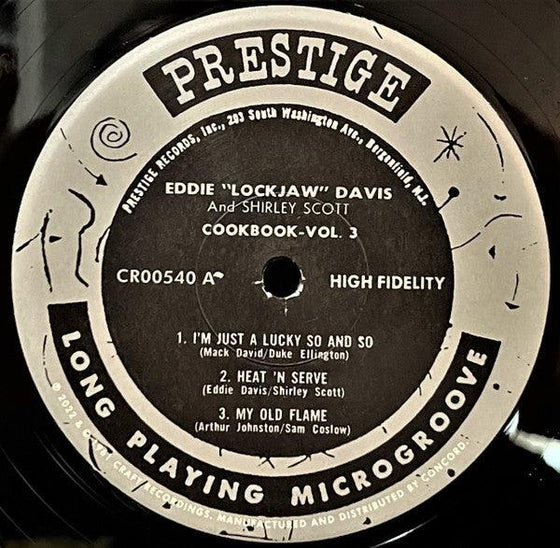 PRESTIGE
PRESTIGE RECORDS, Inc., 203 South Washington Ave., Bergenfield, N.J.
EDDIE "LOCKJAW" DAVIS
And SHIRLEY SCOTT
COOKBOOK-VOL. 3
CR00540 A
HIGH FIDELITY
1. I'M JUST A LUCKY SO AND SO
(Mack David/Duke Ellington)
2. HEAT 'N SERVE
(Eddie Davis/Shirley Scott)
3. MY OLD FLAME
(Arthur Johnston/Sam Coslow)
LONG PLAYING MICROGROOVE
℗ 2022 & CRAFT RECORDINGS. MANUFACTURED AND DISTRIBUTED BY CONCORD.